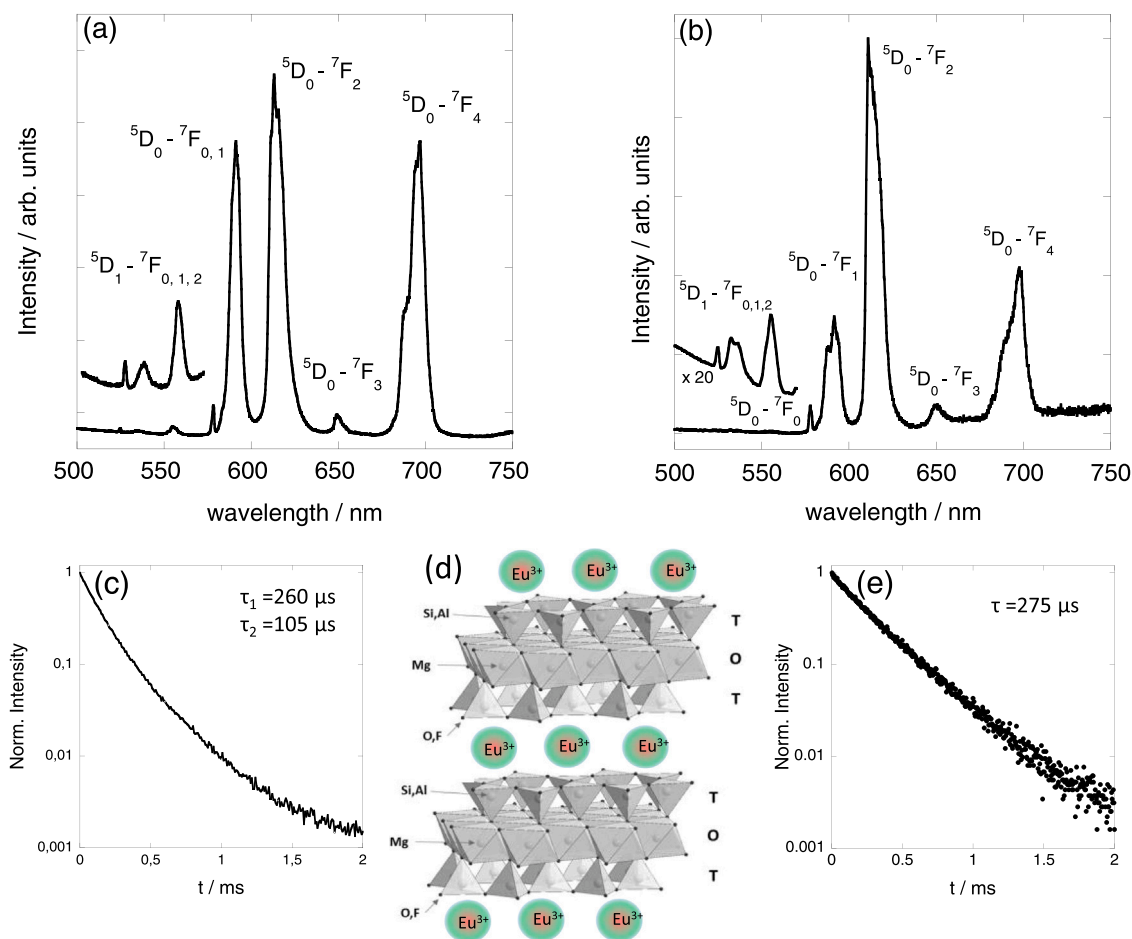 (a)
⁵D₀ - ⁷F₂
⁵D₀ - ⁷F₄
⁵D₀ - ⁷F₀, ₁
⁵D₁ - ⁷F₀,₁,₂
⁵D₀ - ⁷F₃
Intensity / arb. units
500 550 600 650 700 750
wavelength / nm
(b)
⁵D₀ - ⁷F₂
⁵D₀ - ⁷F₄
⁵D₀ - ⁷F₁
⁵D₁ - ⁷F₀,₁,₂
x 20
⁵D₀ - ⁷F₃
⁵D₀ - ⁷F₀
Intensity / arb. units
500 550 600 650 700 750
wavelength / nm
(c)
τ₁ =260 μs
τ₂ =105 μs
1
0.1
0,01
0,001
Norm. Intensity
0 0,5 1 1,5 2
t / ms
(d)
Eu³⁺ Eu³⁺ Eu³⁺
Si,Al
T
Mg
O
T
O,F
Eu³⁺ Eu³⁺ Eu³⁺
Si,Al
T
Mg
O
T
O,F
Eu³⁺ Eu³⁺ Eu³⁺
(e)
τ =275 μs
1
0.1
0.01
0.001
Norm. Intensity
0 0.5 1 1.5 2
t / ms